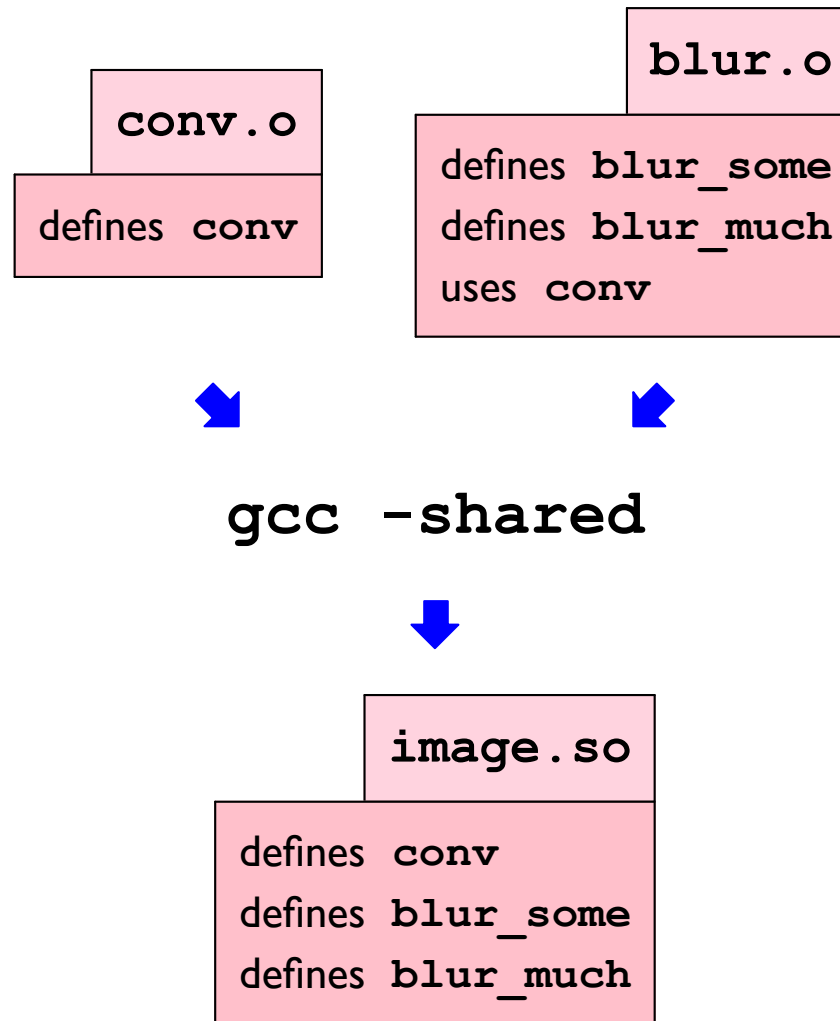 conv.o
defines conv
blur.o
defines blur_some
defines blur_much
uses conv
gcc -shared
image.so
defines conv
defines blur_some
defines blur_much